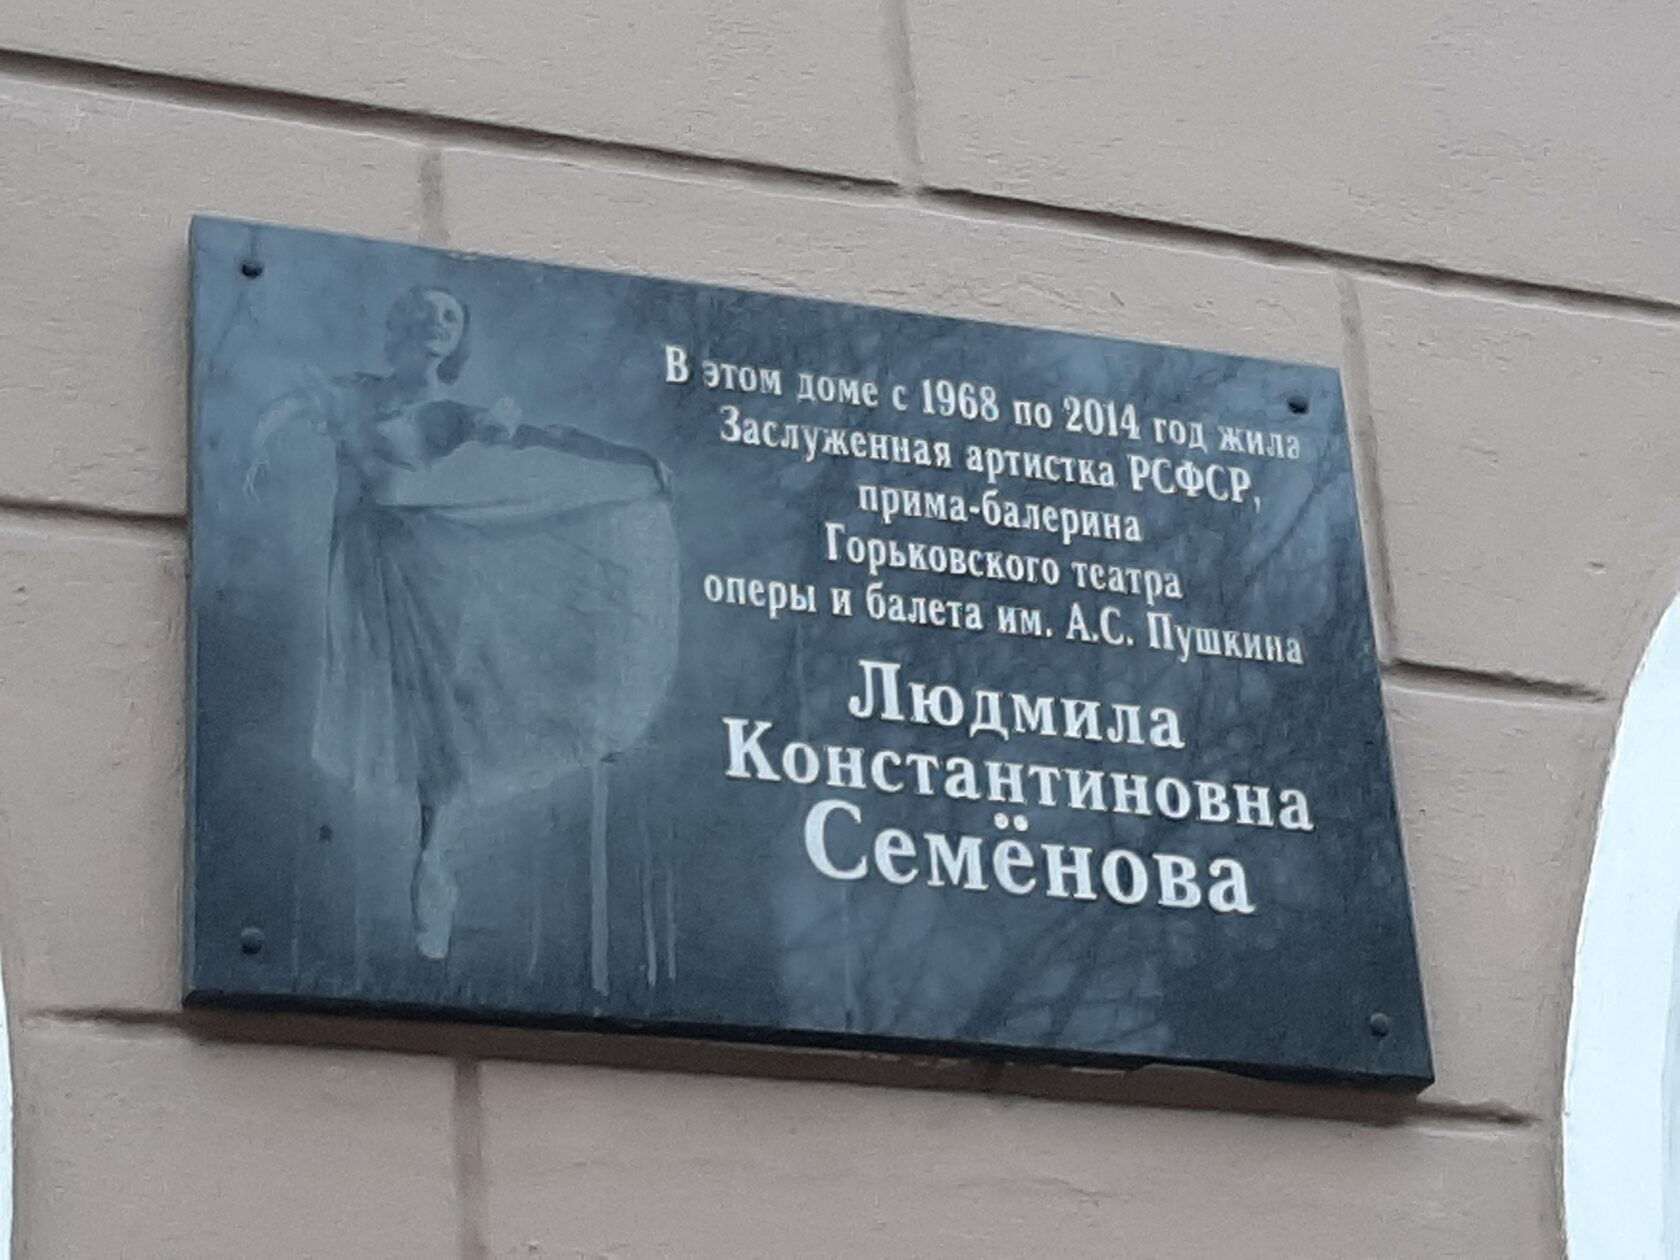 В этом доме с 1968 по 2014 год жила
Заслуженная артистка РСФСР,
прима-балерина
Горьковского театра
оперы и балета им. А.С. Пушкина
Людмила
Константиновна
Семёнова